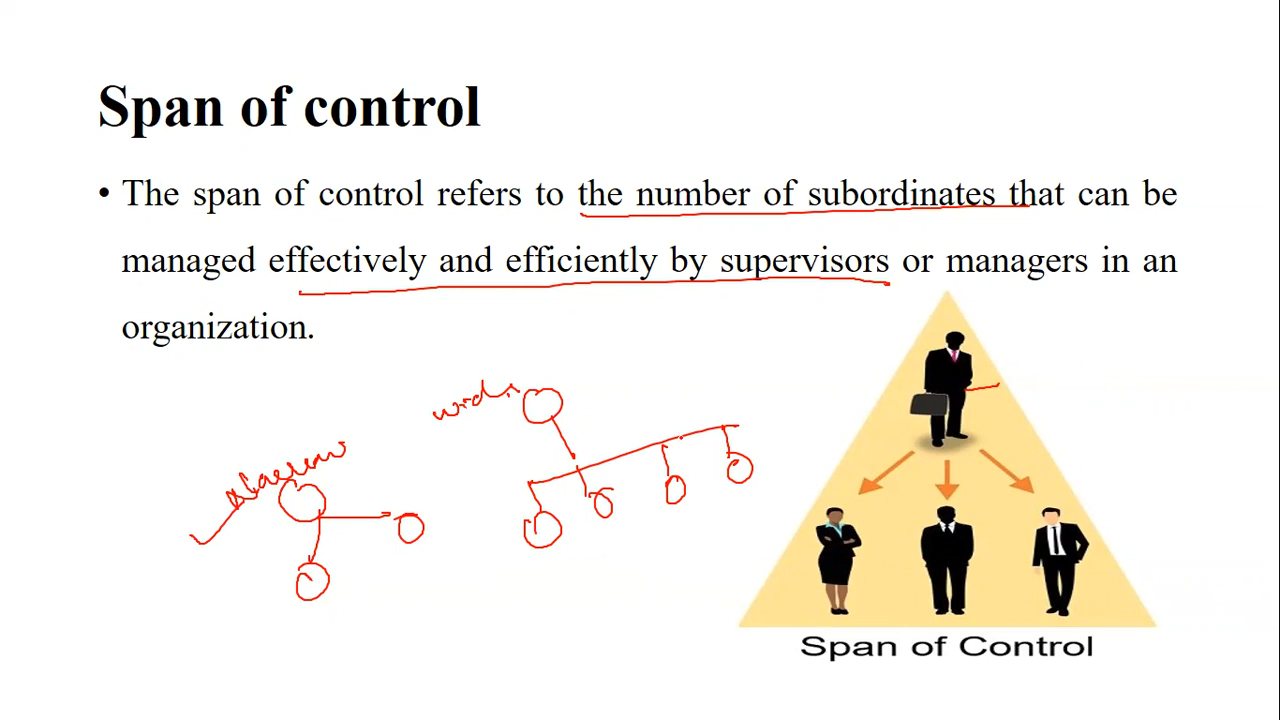 Span of control
• The span of control refers to the number of subordinates that can be
managed effectively and efficiently by supervisors or managers in an
organization.
Span of Control